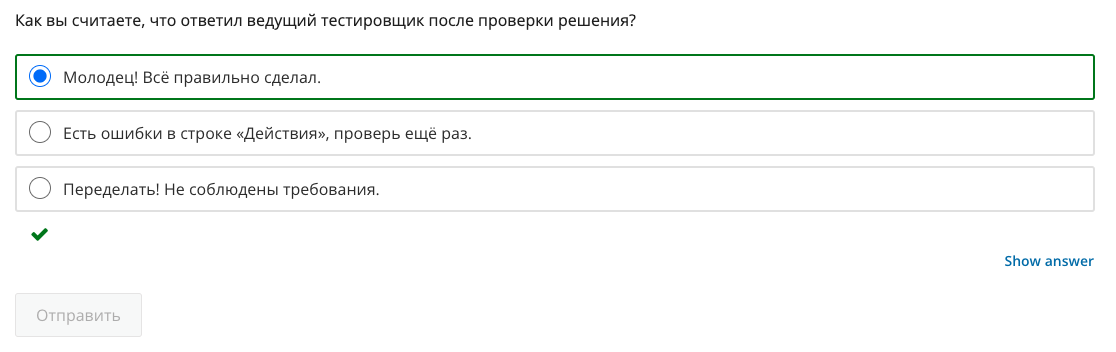 Как вы считаете, что ответил ведущий тестировщик после проверки решения?
Молодец! Всё правильно сделал.
Есть ошибки в строке «Действия», проверь ещё раз.
Переделать! Не соблюдены требования.
Show answer
Отправить